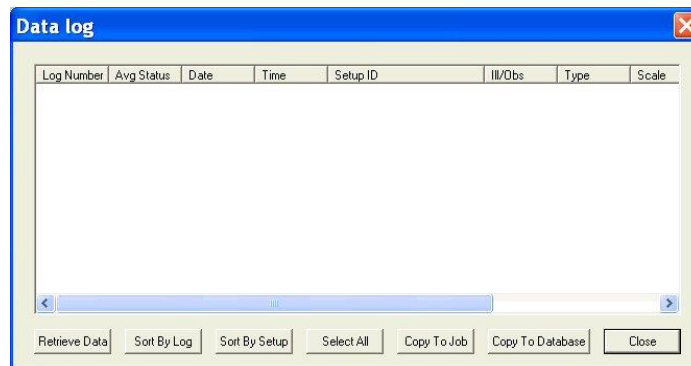 Data log
Log Number Avg Status Date Time Setup ID Ill/Obs Type Scale
Retrieve Data Sort By Log Sort By Setup Select All Copy To Job Copy To Database Close